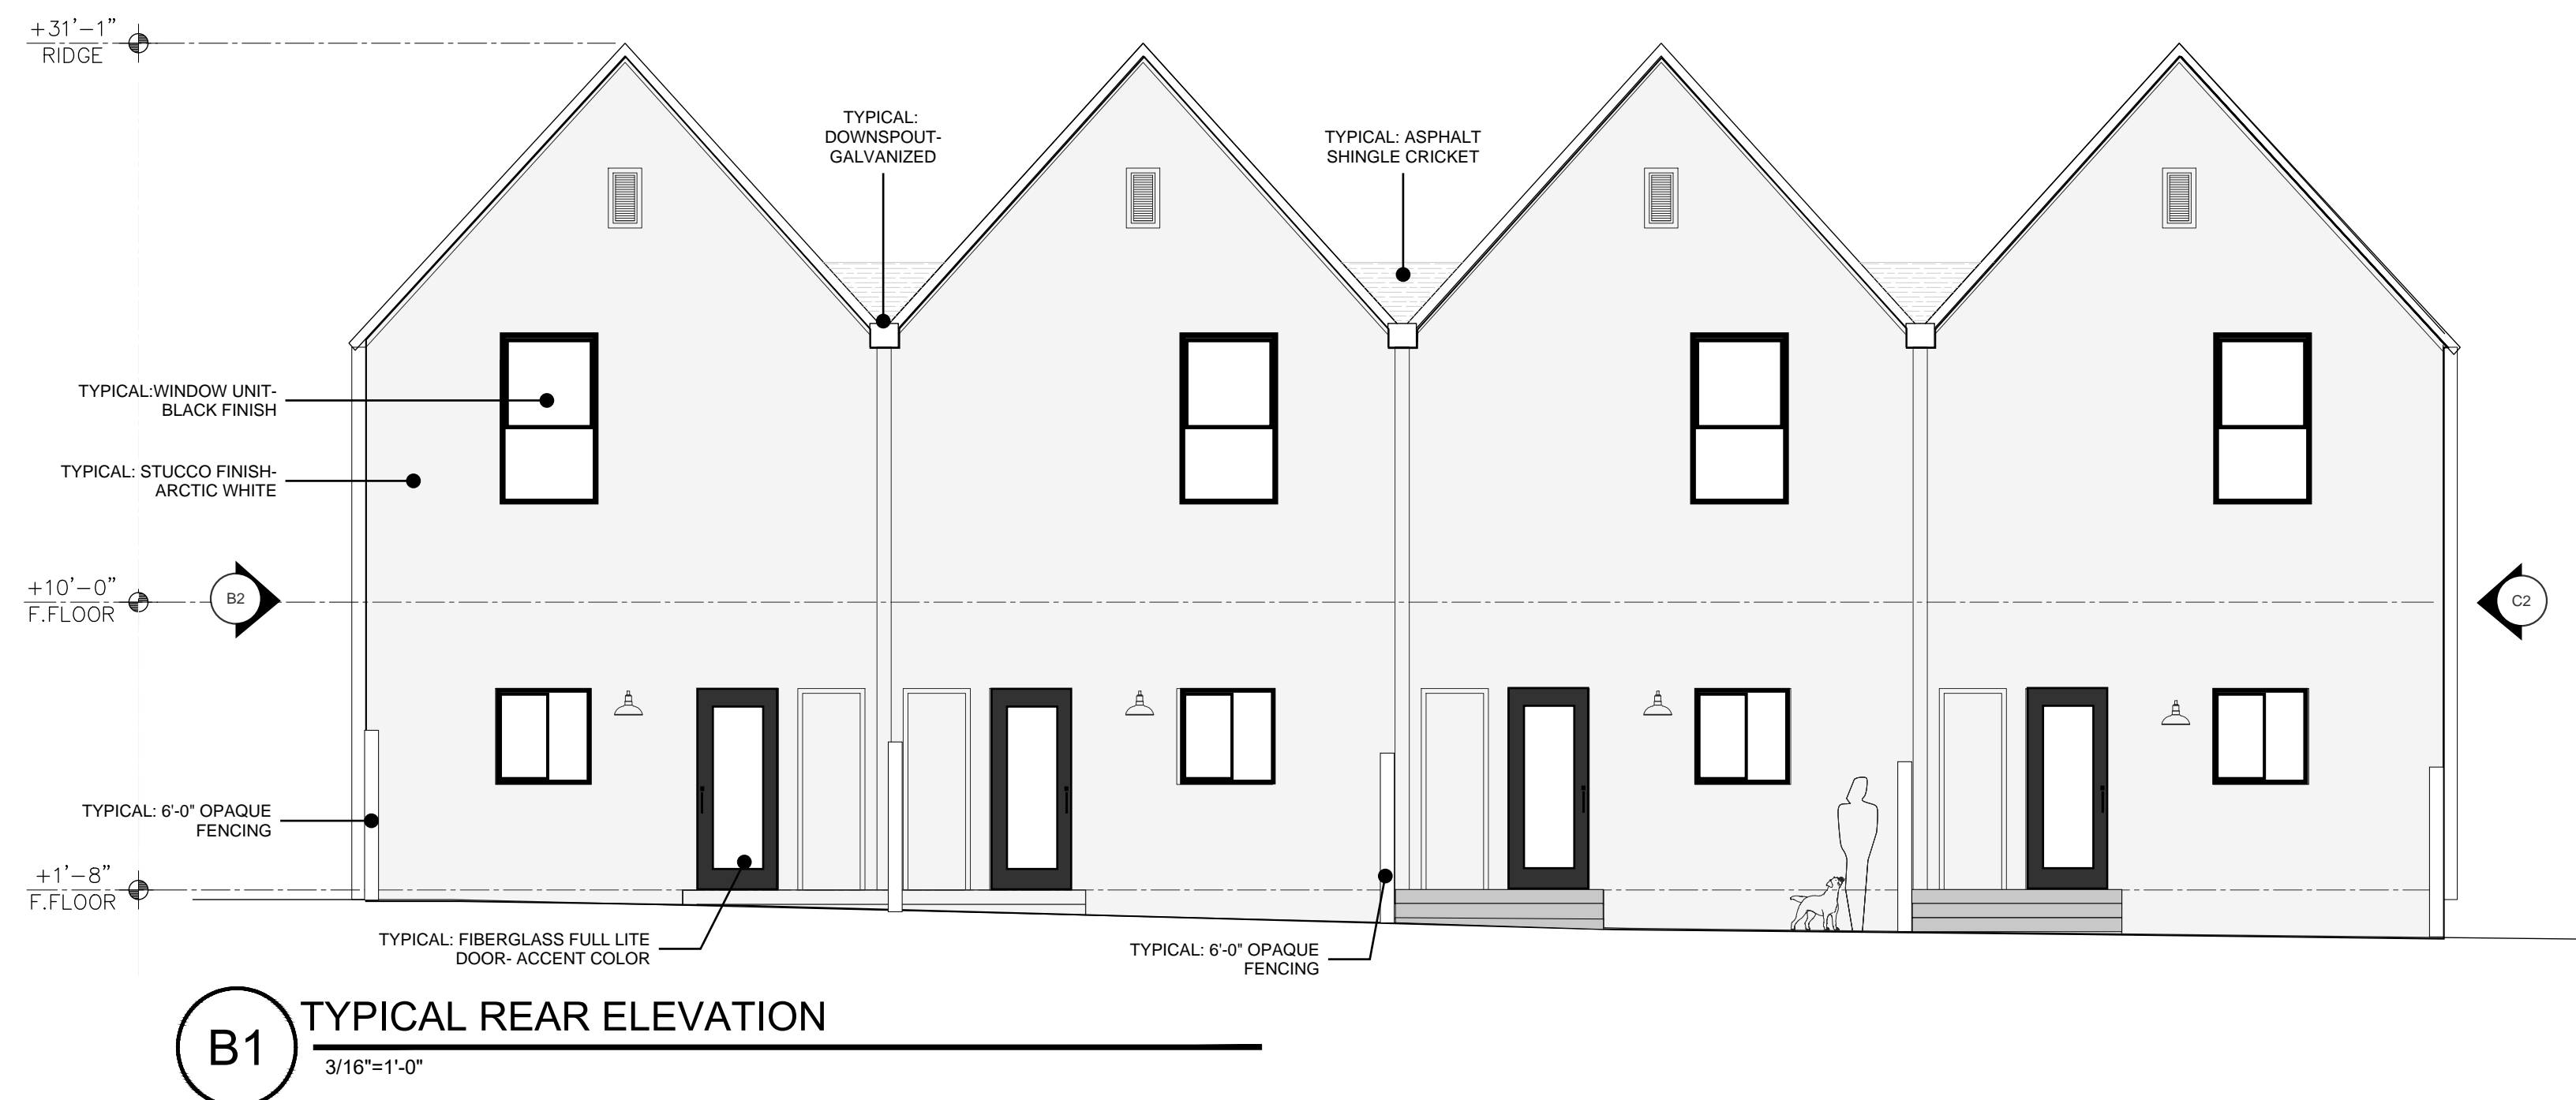 +31'-1"
RIDGE
TYPICAL:
DOWNSPOUT-
GALVANIZED
TYPICAL: ASPHALT
SHINGLE CRICKET
TYPICAL:WINDOW UNIT-
BLACK FINISH
TYPICAL: STUCCO FINISH-
ARCTIC WHITE
+10'-0"
F.FLOOR
B2
C2
TYPICAL: 6'-0" OPAQUE
FENCING
+1'-8"
F.FLOOR
TYPICAL: FIBERGLASS FULL LITE
DOOR- ACCENT COLOR
TYPICAL: 6'-0" OPAQUE
FENCING
B1
TYPICAL REAR ELEVATION
3/16"=1'-0"